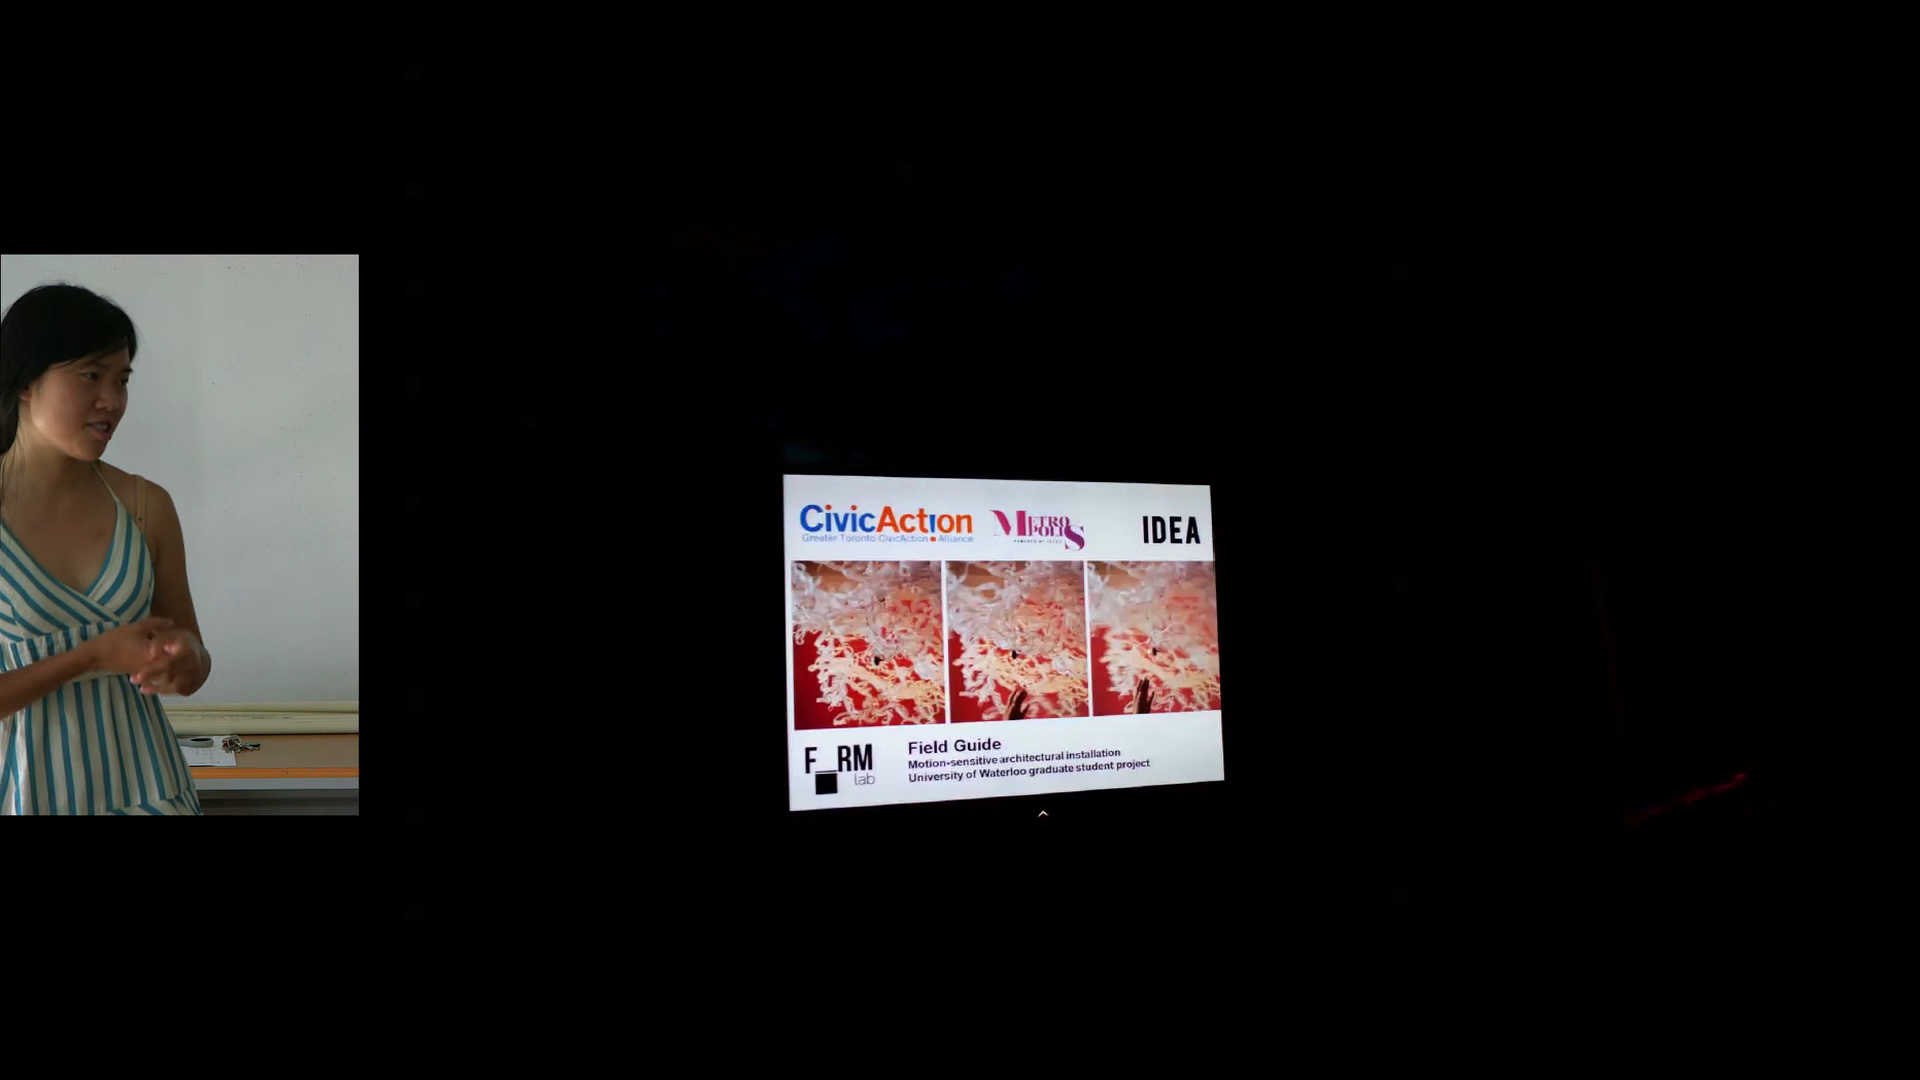 CivicAction
Greater Toronto CivicAction Alliance
METROPOLIS
IDEA
F_RM
lab
Field Guide
Motion-sensitive architectural installation
University of Waterloo graduate student project